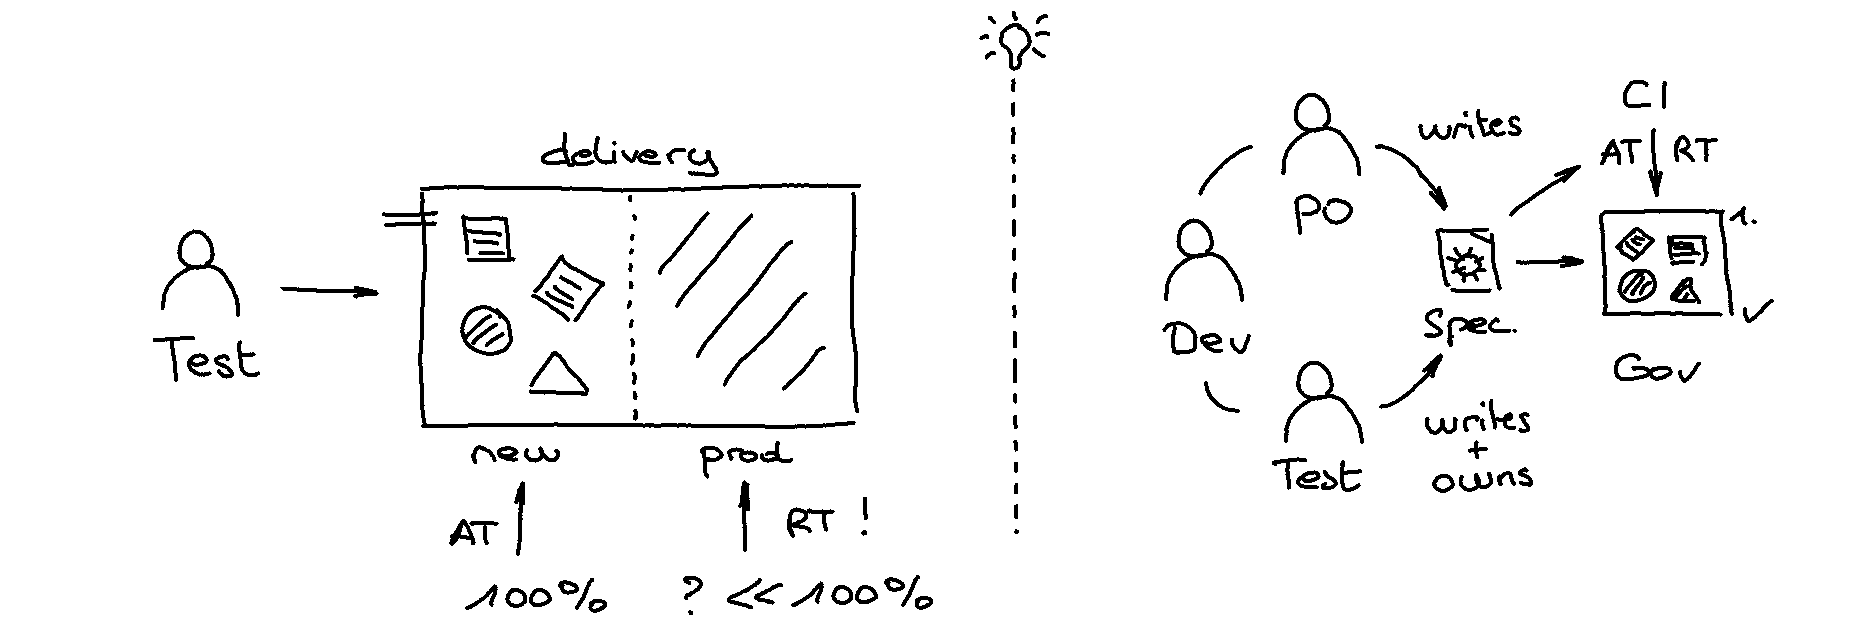 delivery
Test
new
prod
AT
RT !
100%
? << 100%
writes
CI
AT
RT
PO
1.
Dev
Spec.
Gov
Test
writes
+
owns